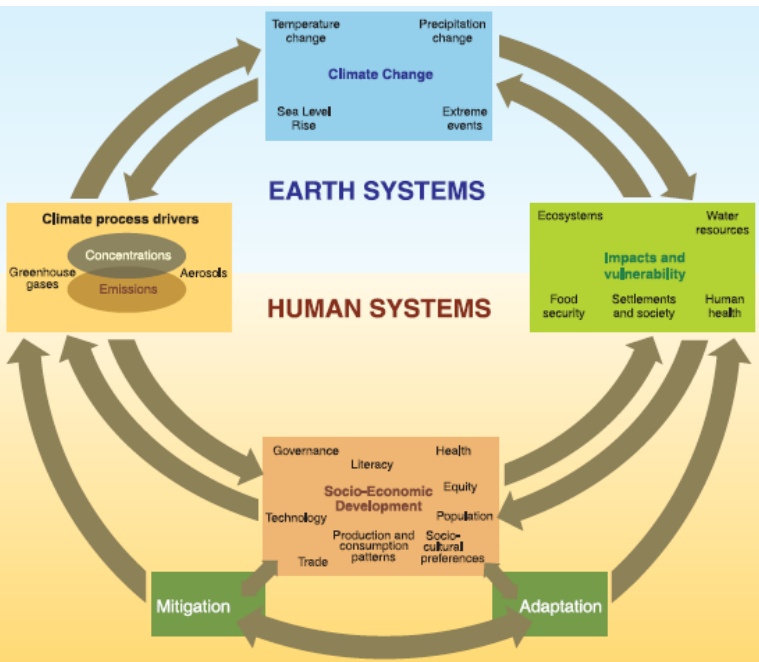 Temperature
change
Precipitation
change
Climate Change
Sea Level
Rise
Extreme
events
EARTH SYSTEMS
Climate process drivers
Concentrations
Greenhouse
gases
Aerosols
Emissions
Ecosystems
Water
resources
Impacts and
vulnerability
Food
security
Settlements
and society
Human
health
HUMAN SYSTEMS
Governance
Literacy
Health
Equity
Socio-Economic
Development
Technology
Population
Production and
consumption
patterns
Socio-
cultural
preferences
Trade
Mitigation
Adaptation